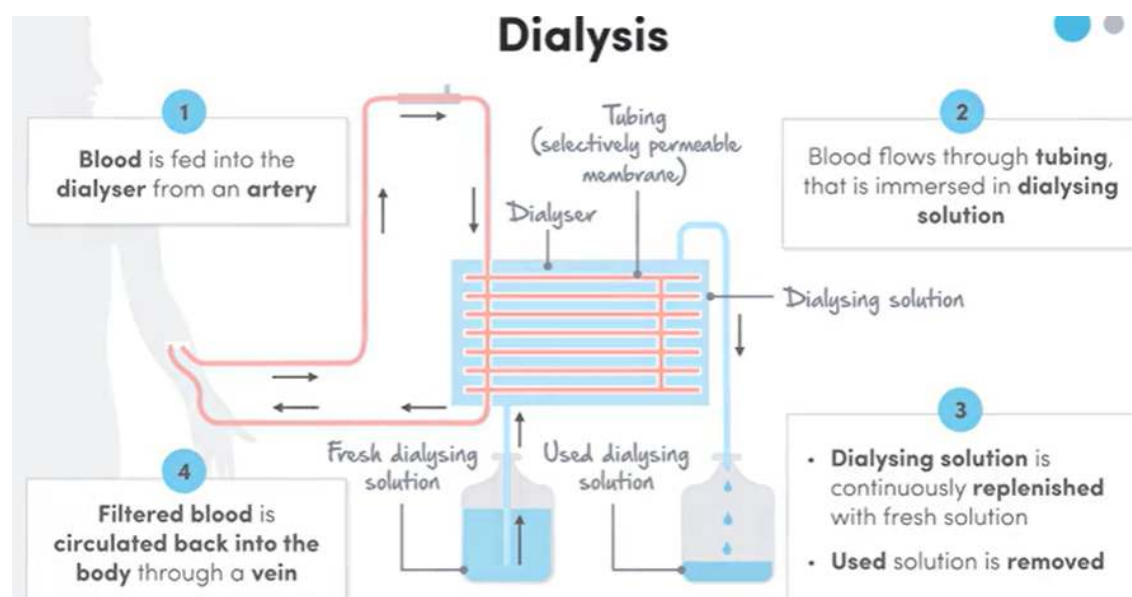 Dialysis
1
Blood is fed into the
dialyser from an artery
Tubing
(selectively permeable
membrane)
Dialyser
2
Blood flows through tubing,
that is immersed in dialysing
solution
Dialysing solution
Fresh dialysing
solution
Used dialysing
solution
3
• Dialysing solution is
continuously replenished
with fresh solution
• Used solution is removed
4
Filtered blood is
circulated back into the
body through a vein